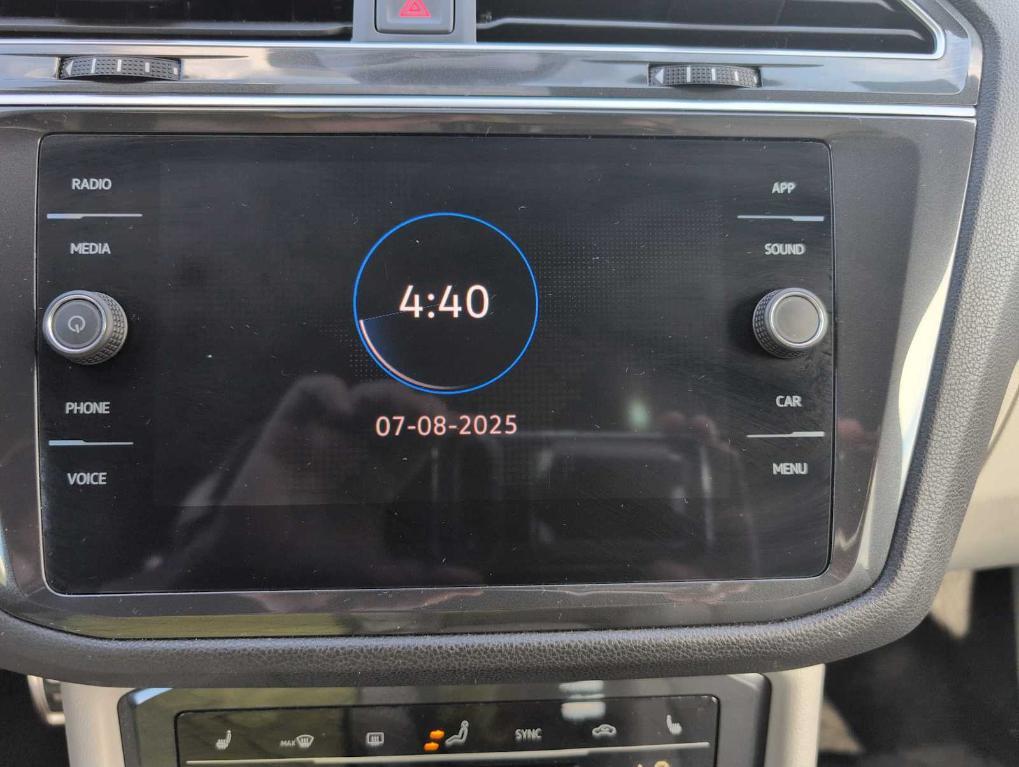 RADIO
MEDIA
PHONE
VOICE
4:40
07-08-2025
APP
SOUND
CAR
MENU
MAX
SYNC